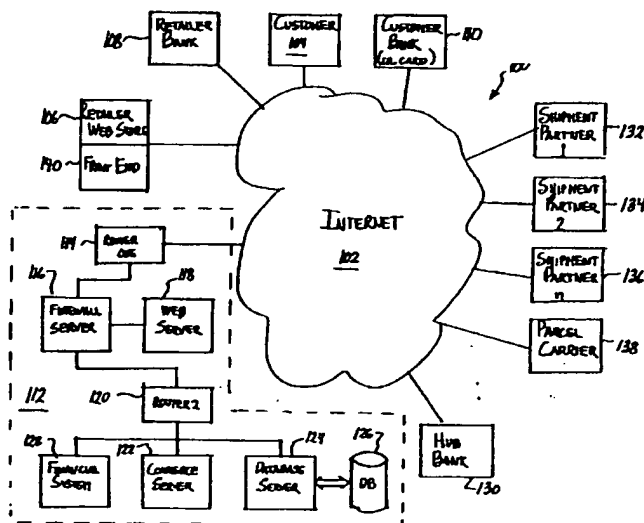 108
RETAILER
BANK
CUSTOMER
104
CUSTOMER
BANK
(OR CARD)
110
100
106
RETAILER
WEB STORE
140
FRONT END
SHIPMENT
PARTNER
1
132
SHIPMENT
PARTNER
2
134
SHIPMENT
PARTNER
n
136
PARCEL
CARRIER
138
INTERNET
102
114
ROUTER
ONE
116
FIREWALL
SERVER
118
WEB
SERVER
112
120
ROUTER 2
128
FINANCIAL
SYSTEM
122
COMMERCE
SERVER
124
DATABASE
SERVER
126
DB
HUB
BANK
130